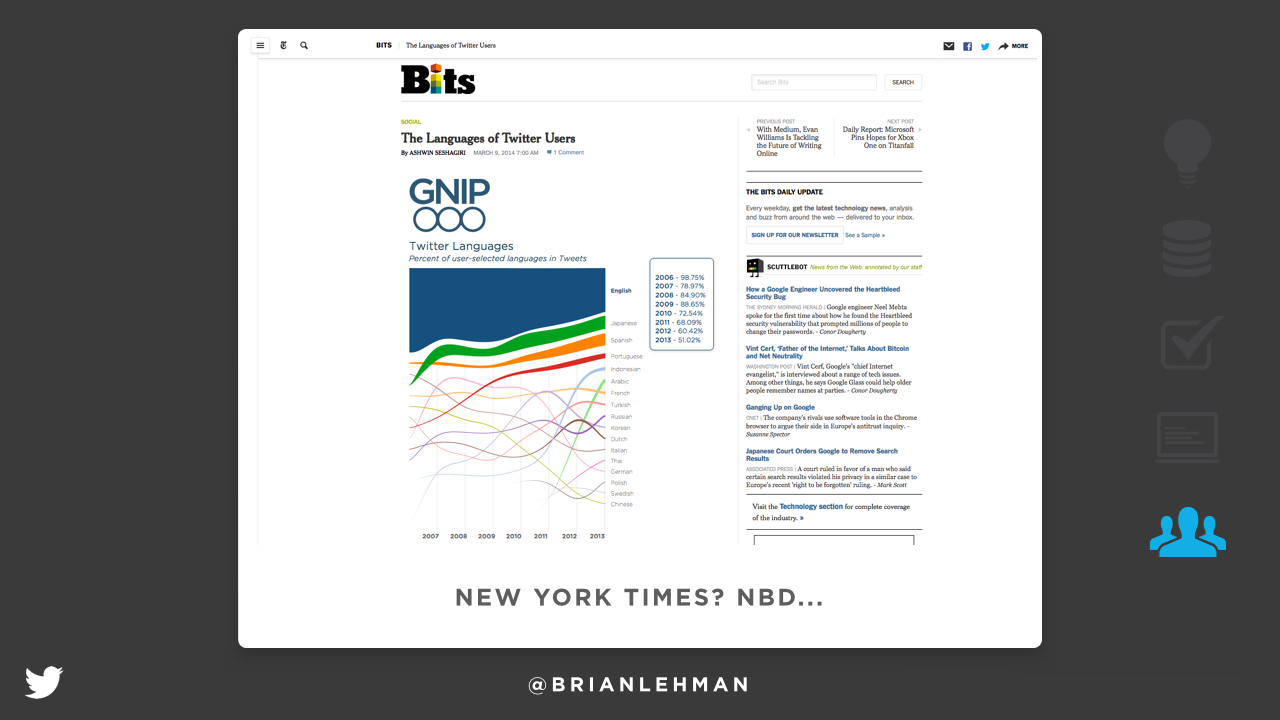 BITS
The Languages of Twitter Users
MORE
Bits
Search Bits
SEARCH
SOCIAL
The Languages of Twitter Users
By ASHWIN SESHAGIRI MARCH 9, 2014 7:00 AM 1 Comment
GNIP
Twitter Languages
Percent of user-selected languages in Tweets
English
Japanese
Spanish
Portuguese
Indonesian
Arabic
French
Turkish
Russian
Korean
Dutch
Italian
Thai
German
Polish
Swedish
Chinese
2006 - 98.75%
2007 - 78.97%
2008 - 84.90%
2009 - 88.65%
2010 - 72.54%
2011 - 68.09%
2012 - 60.42%
2013 - 51.02%
2007 2008 2009 2010 2011 2012 2013
PREVIOUS POST
With Medium, Evan
Williams Is Tackling
the Future of Writing
Online
NEXT POST
Daily Report: Microsoft
Pins Hopes for Xbox
One on Titanfall
THE BITS DAILY UPDATE
Every weekday, get the latest technology news, analysis
and buzz from around the web — delivered to your inbox.
SIGN UP FOR OUR NEWSLETTER See a Sample »
SCUTTLEBOT News from the Web, annotated by our staff
How a Google Engineer Uncovered the Heartbleed
Security Bug
THE SYDNEY MORNING HERALD | Google engineer Neel Mehta
spoke for the first time about how he found the Heartbleed
security vulnerability that prompted millions of people to
change their passwords. - Conor Dougherty
Vint Cerf, ‘Father of the Internet,’ Talks About Bitcoin
and Net Neutrality
WASHINGTON POST | Vint Cerf, Google's "chief Internet
evangelist," is interviewed about a range of tech issues.
Among other things, he says Google Glass could help older
people remember names at parties. - Conor Dougherty
Ganging Up on Google
CNET | The company's rivals use software tools in the Chrome
browser to argue their side in Europe's antitrust inquiry. -
Suzanne Spector
Japanese Court Orders Google to Remove Search
Results
ASSOCIATED PRESS | A court ruled in favor of a man who said
certain search results violated his privacy in a similar case to
Europe's recent 'right to be forgotten' ruling. - Mark Scott
Visit the Technology section for complete coverage
of the industry. »
NEW YORK TIMES? NBD...
@BRIANLEHMAN